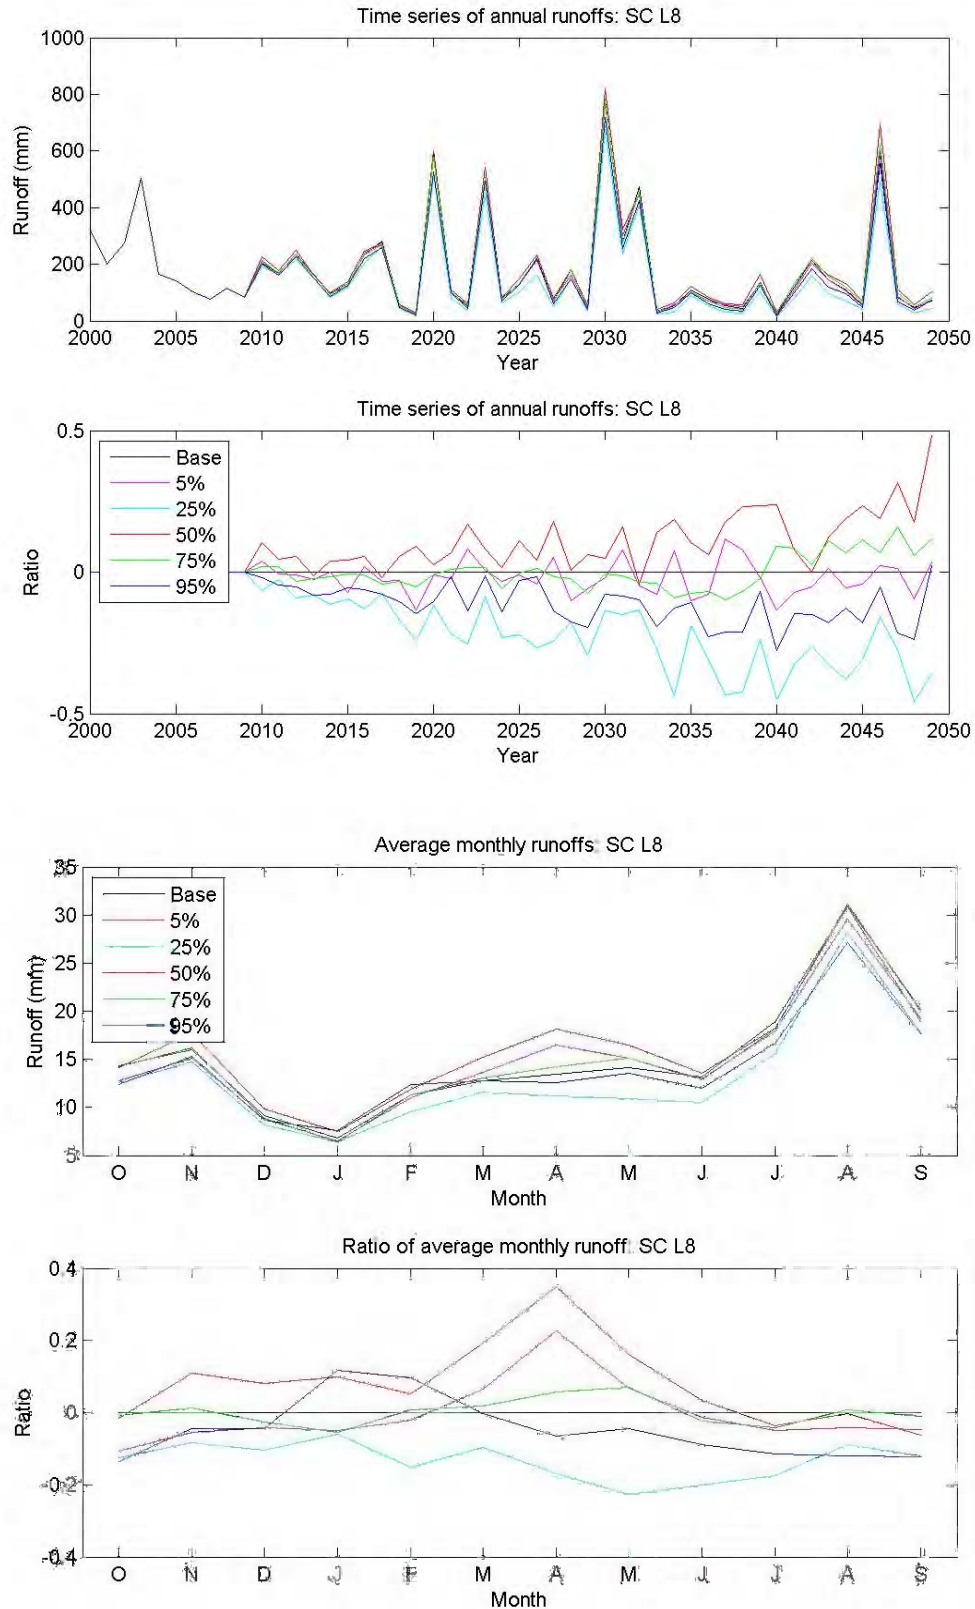 Time series of annual runoffs: SC L8
1000
800
600
400
200
0
Runoff (mm)
2000 2005 2010 2015 2020 2025 2030 2035 2040 2045 2050
Year
Time series of annual runoffs: SC L8
0.5
0
-0.5
Ratio
Base
5%
25%
50%
75%
95%
2000 2005 2010 2015 2020 2025 2030 2035 2040 2045 2050
Year
Average monthly runoffs: SC L8
35
30
25
20
15
10
5
Runoff (mm)
Base
5%
25%
50%
75%
95%
O N D J F M A M J J A S
Month
Ratio of average monthly runoff: SC L8
0.4
0.2
0
-0.2
-0.4
Ratio
O N D J F M A M J J A S
Month